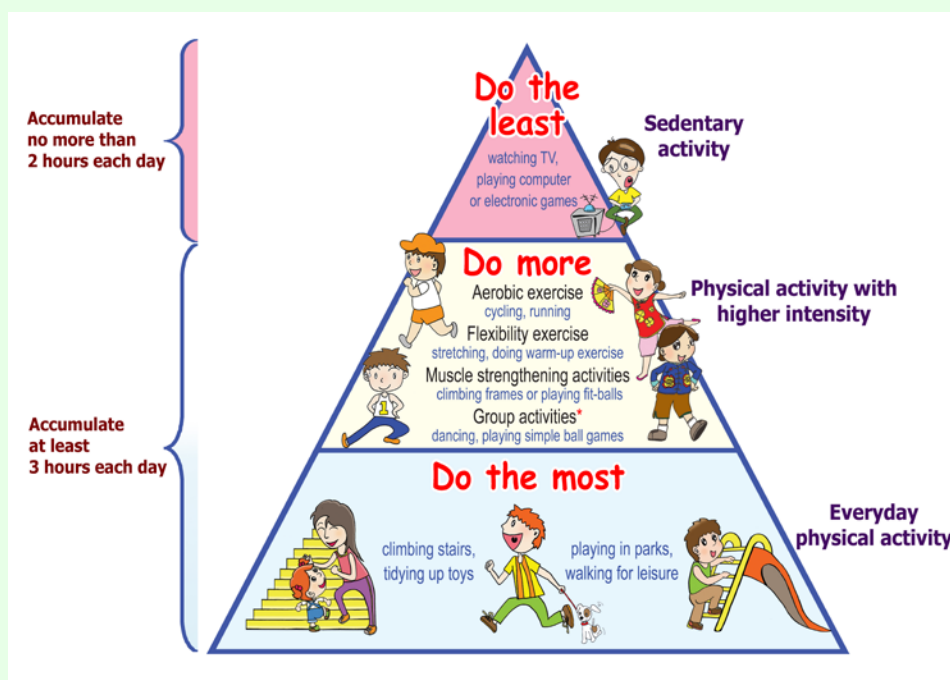 Accumulate
no more than
2 hours each day
Do the
least
watching TV,
playing computer
or electronic games
Sedentary
activity
Accumulate
at least
3 hours each day
Do more
Aerobic exercise
cycling, running
Flexibility exercise
stretching, doing warm-up exercise
Muscle strengthening activities
climbing frames or playing fit-balls
Group activities*
dancing, playing simple ball games
1
Physical activity with
higher intensity
Do the most
climbing stairs,
tidying up toys
playing in parks,
walking for leisure
Everyday
physical activity